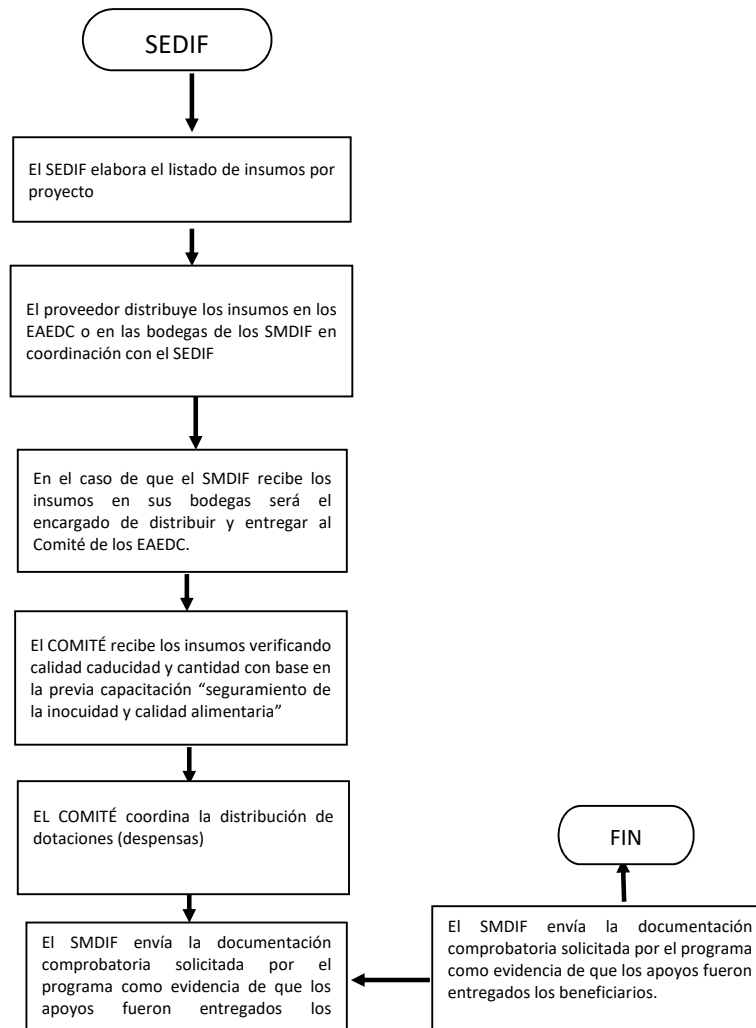 SEDIF
El SEDIF elabora el listado de insumos por
proyecto
El proveedor distribuye los insumos en los
EAEDC o en las bodegas de los SMDIF en
coordinación con el SEDIF
En el caso de que el SMDIF recibe los
insumos en sus bodegas será el
encargado de distribuir y entregar al
Comité de los EAEDC.
El COMITÉ recibe los insumos verificando
calidad caducidad y cantidad con base en
la previa capacitación “seguramiento de
la inocuidad y calidad alimentaria”
EL COMITÉ coordina la distribución de
dotaciones (despensas)
El SMDIF envía la documentación
comprobatoria solicitada por el
programa como evidencia de que los
apoyos fueron entregados los
FIN
El SMDIF envía la documentación
comprobatoria solicitada por el programa
como evidencia de que los apoyos fueron
entregados los beneficiarios.